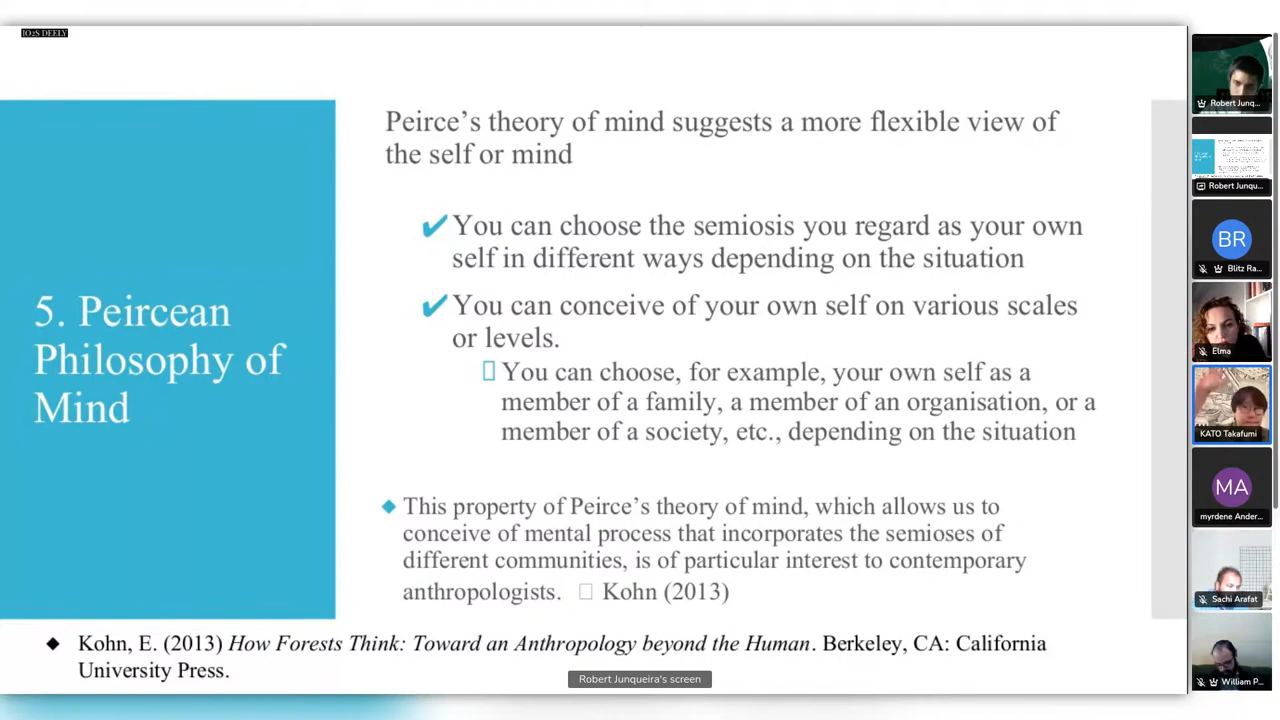 IO2S DEELY
5. Peircean
Philosophy of
Mind
Peirce’s theory of mind suggests a more flexible view of
the self or mind
✔ You can choose the semiosis you regard as your own
self in different ways depending on the situation
✔ You can conceive of your own self on various scales
or levels.
You can choose, for example, your own self as a
member of a family, a member of an organisation, or a
member of a society, etc., depending on the situation
◆ This property of Peirce’s theory of mind, which allows us to
conceive of mental process that incorporates the semioses of
different communities, is of particular interest to contemporary
anthropologists. Kohn (2013)
◆ Kohn, E. (2013) How Forests Think: Toward an Anthropology beyond the Human. Berkeley, CA: California
University Press.
Robert Junqueira's screen
Robert Junq...
Robert Junqu...
BR
Blitz Ra...
Elma
KATO Takafumi
MA
myrdene Ander...
Sachi Arafat
William P...